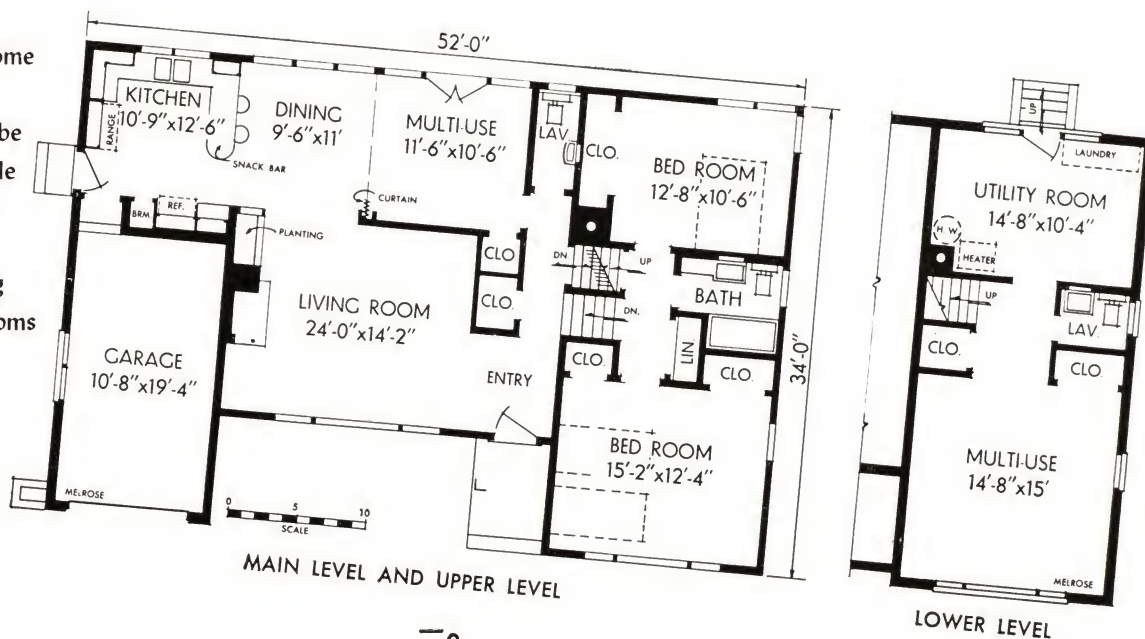 ome
be
le
g
oms
52'-0"
KITCHEN
10'-9"x12'-6"
RANGE
SNACK BAR
BRM.
REF.
DINING
9'-6"x11'
MULTI-USE
11'-6"x10'-6"
CURTAIN
PLANTING
LAV.
CLO.
BED ROOM
12'-8"x10'-6"
CLO
CLO.
DN
UP
DN.
BATH
LIN.
CLO.
CLO.
34'-0"
LIVING ROOM
24'-0"x14'-2"
ENTRY
GARAGE
10'-8"x19'-4"
MELROSE
BED ROOM
15'-2"x12'-4"
0 5 10
SCALE
MAIN LEVEL AND UPPER LEVEL
UP
LAUNDRY
UTILITY ROOM
14'-8"x10'-4"
H.W.
HEATER
UP
LAV.
CLO.
CLO.
MULTI-USE
14'-8"x15'
MELROSE
LOWER LEVEL